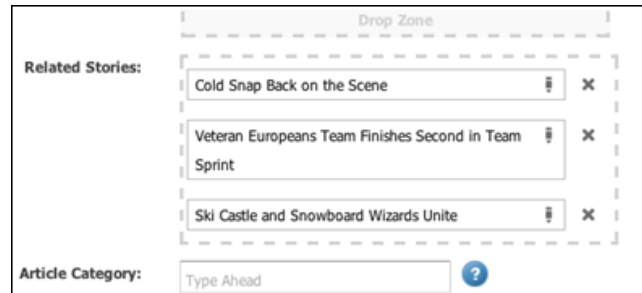 Drop Zone
Related Stories:
Cold Snap Back on the Scene
Veteran Europeans Team Finishes Second in Team
Sprint
Ski Castle and Snowboard Wizards Unite
Article Category:
Type Ahead
?